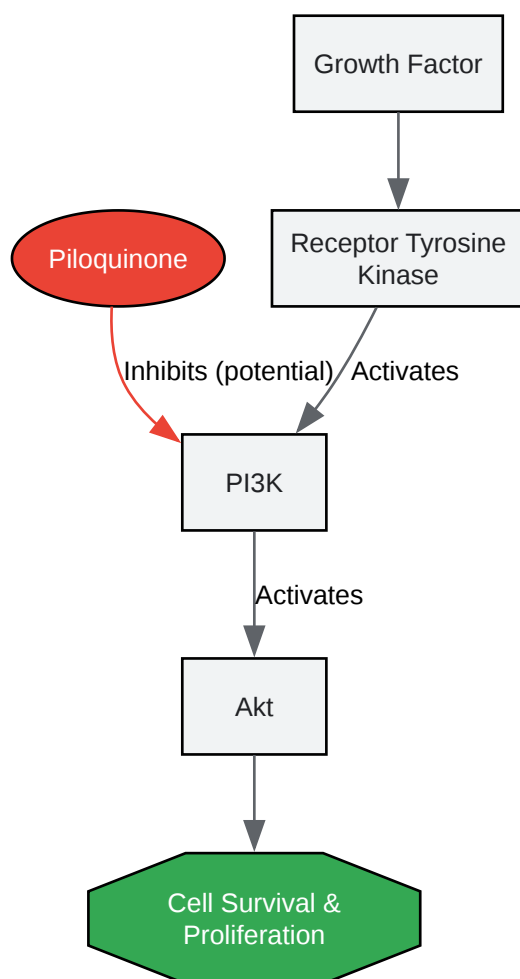 Growth Factor
Piloquinone
Receptor Tyrosine
Kinase
Inhibits (potential)
Activates
PI3K
Activates
Akt
Cell Survival &
Proliferation